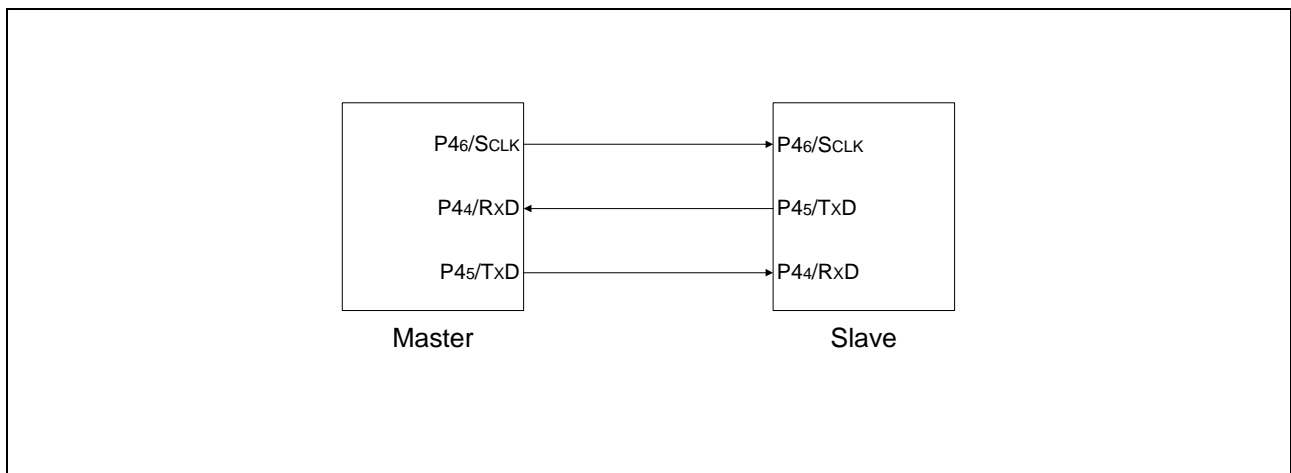 P46/SCLK P46/SCLK
P44/RXD P45/TXD
P45/TXD P44/RXD
Master Slave